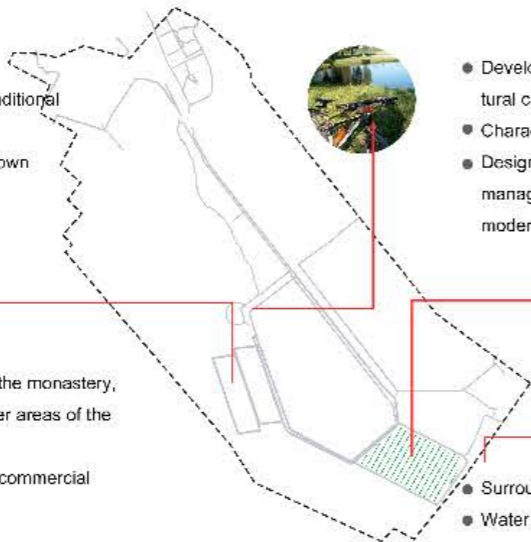 ditional
own
the monastery,
er areas of the
commercial
Develo
tural c
Charac
Design
manag
moder
Surrou
Water